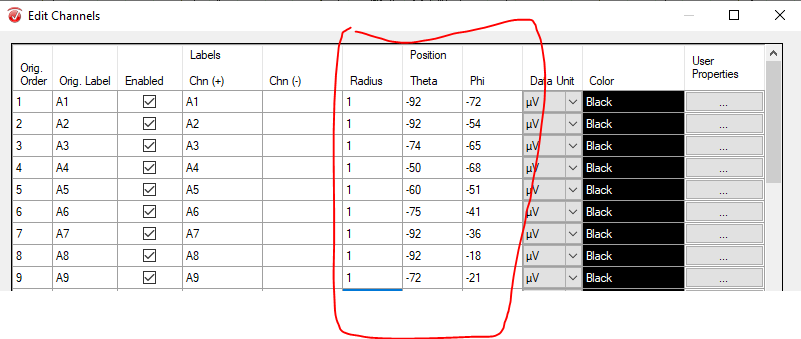 Edit Channels
Labels Position
Orig. Order Orig. Label Enabled Chn (+) Chn (-) Radius Theta Phi Data Unit Color User Properties
1 A1 A1 1 -92 -72 µV Black ...
2 A2 A2 1 -92 -54 µV Black ...
3 A3 A3 1 -74 -65 µV Black ...
4 A4 A4 1 -50 -68 µV Black ...
5 A5 A5 1 -60 -51 µV Black ...
6 A6 A6 1 -75 -41 µV Black ...
7 A7 A7 1 -92 -36 µV Black ...
8 A8 A8 1 -92 -18 µV Black ...
9 A9 A9 1 -72 -21 µV Black ...